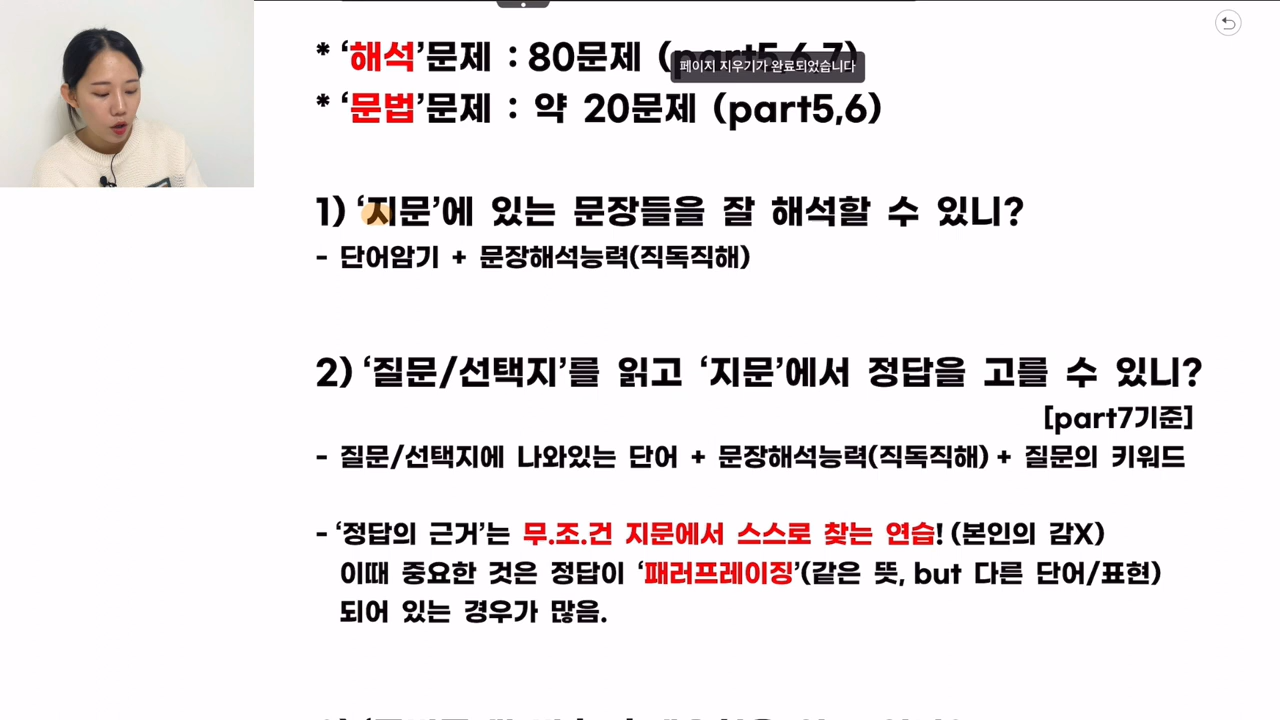 * ‘해석’문제 : 80문제 (part5,6,7)
페이지 지우기가 완료되었습니다
* ‘문법’문제 : 약 20문제 (part5,6)
1) ‘지문’에 있는 문장들을 잘 해석할 수 있니?
- 단어암기 + 문장해석능력(직독직해)
2) ‘질문/선택지’를 읽고 ‘지문’에서 정답을 고를 수 있니?
[part7기준]
- 질문/선택지에 나와있는 단어 + 문장해석능력(직독직해) + 질문의 키워드
- ‘정답의 근거’는 무.조.건 지문에서 스스로 찾는 연습! (본인의 감X)
이때 중요한 것은 정답이 ‘패러프레이징’(같은 뜻, but 다른 단어/표현)
되어 있는 경우가 많음.